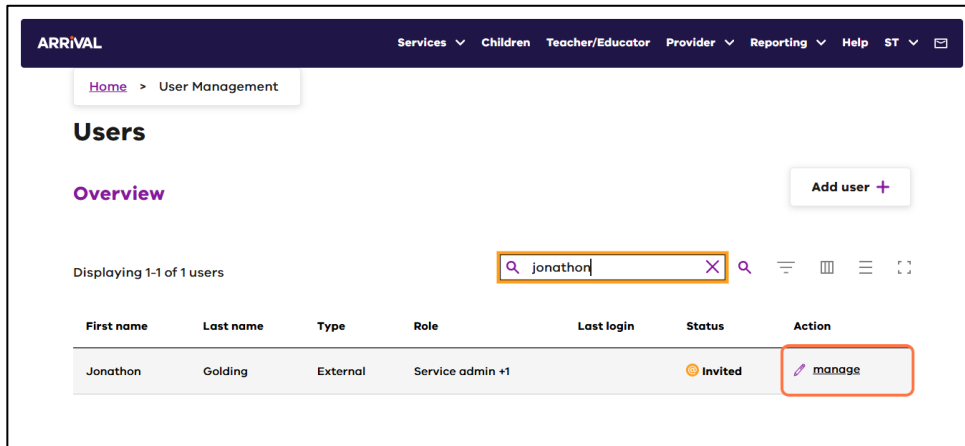 ARRiVAL Services Children Teacher/Educator Provider Reporting Help ST
Home > User Management
Users
Overview
Add user +
Displaying 1-1 of 1 users
jonathon
First name Last name Type Role Last login Status Action
Jonathon Golding External Service admin +1 Invited manage